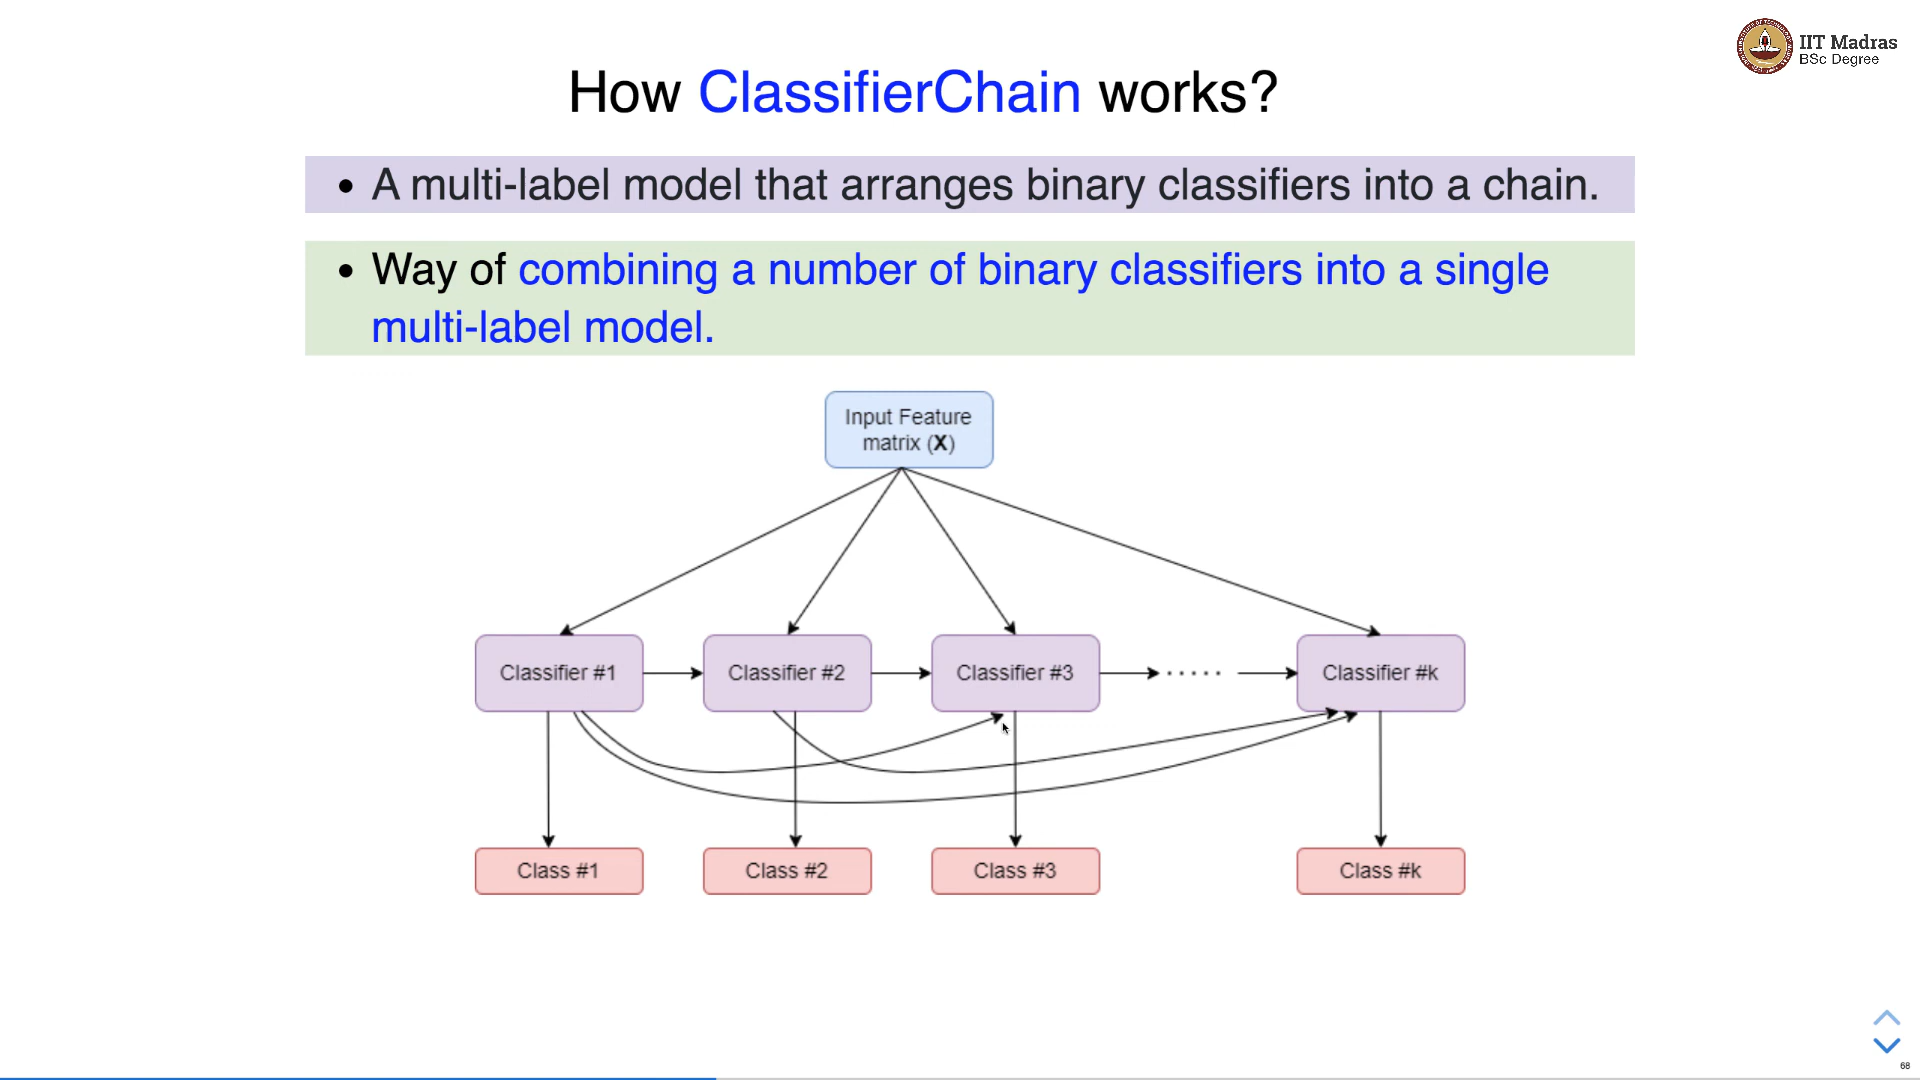 IIT Madras
BSc Degree
How ClassifierChain works?
• A multi-label model that arranges binary classifiers into a chain.
• Way of combining a number of binary classifiers into a single
multi-label model.
Input Feature
matrix (X)
Classifier #1
Classifier #2
Classifier #3
......
Classifier #k
Class #1
Class #2
Class #3
Class #k
68